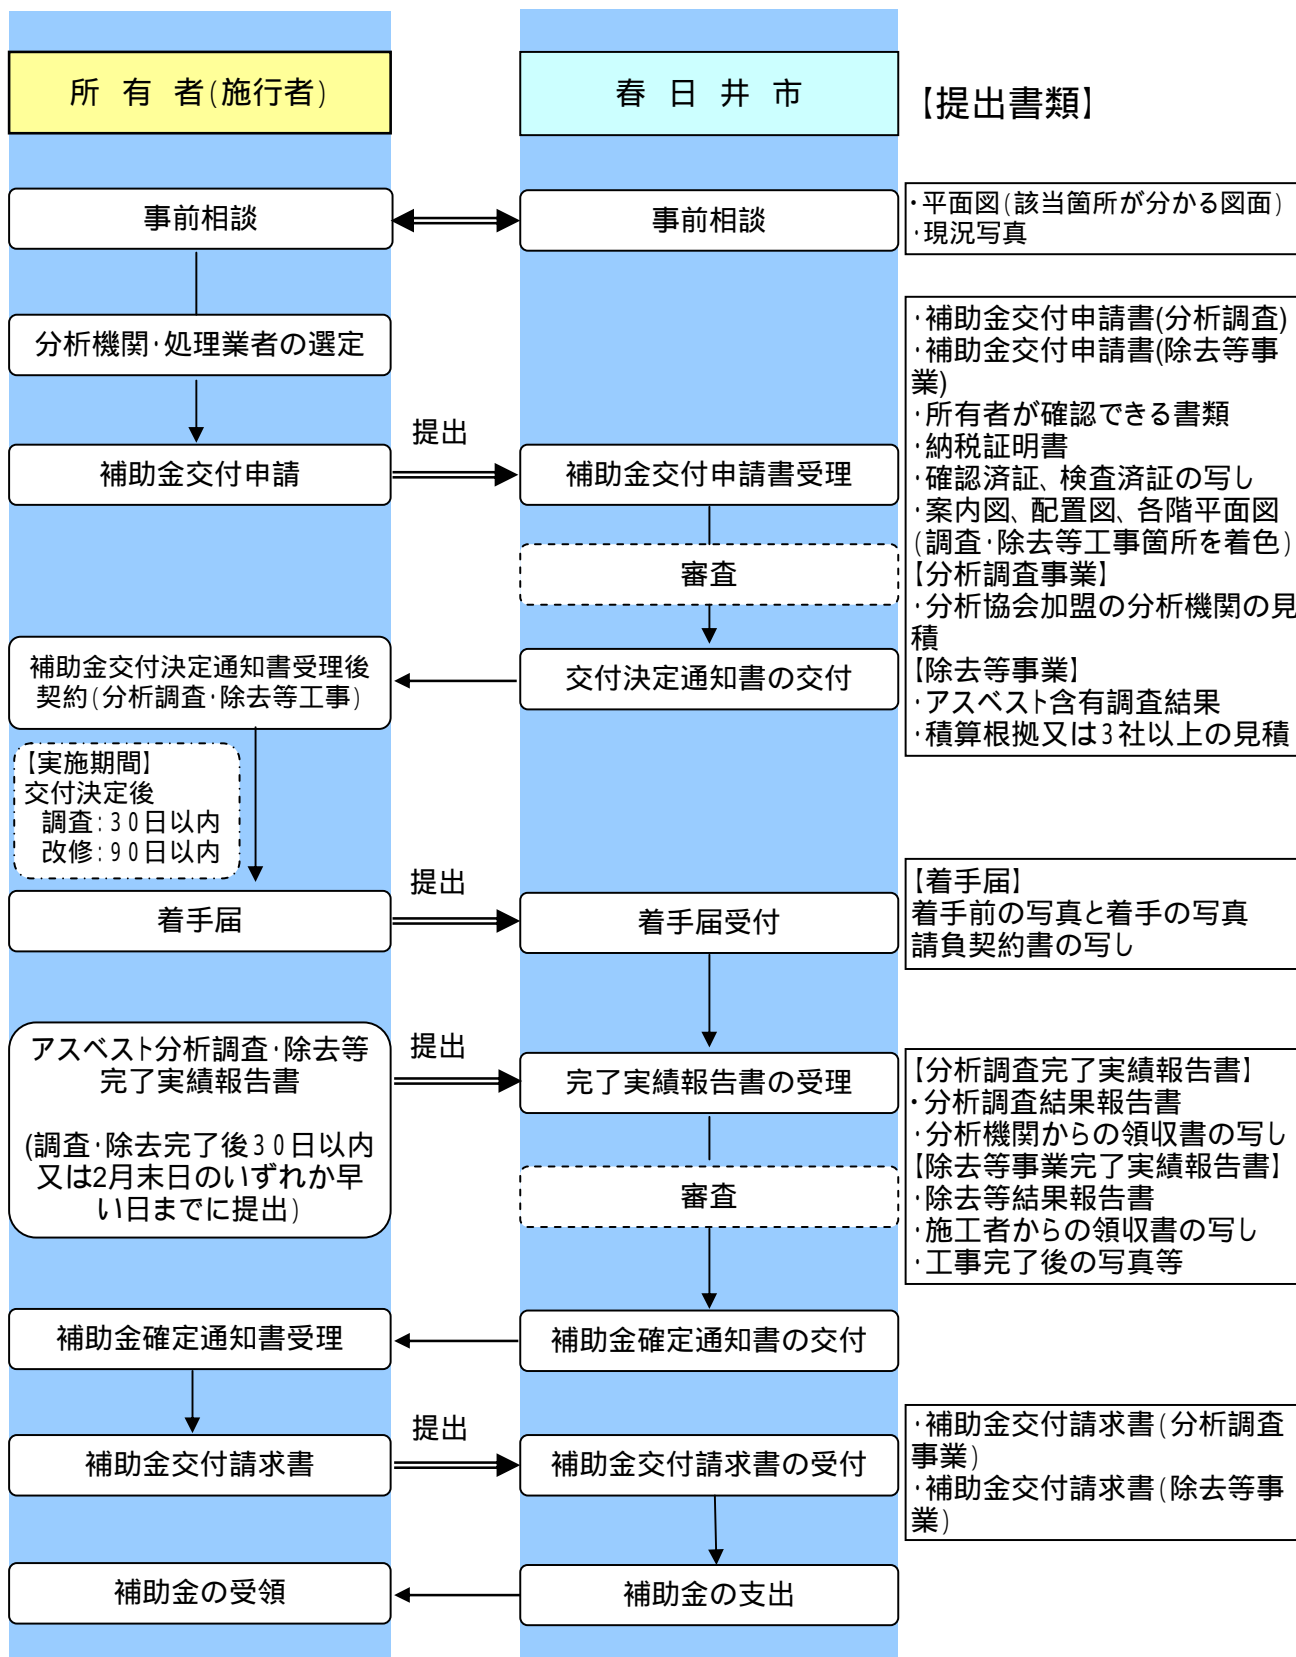 所有者(施行者)
春日井市
【提出書類】
事前相談
事前相談
・平面図(該当箇所が分かる図面)
・現況写真
分析機関・処理業者の選定
・補助金交付申請書(分析調査)
・補助金交付申請書(除去等事
業)
・所有者が確認できる書類
・納税証明書
・確認済証、検査済証の写し
・案内図、配置図、各階平面図
(調査・除去等工事箇所を着色)
【分析調査事業】
・分析協会加盟の分析機関の見
積
【除去等事業】
・アスベスト含有調査結果
・積算根拠又は3社以上の見積
補助金交付申請
提出
補助金交付申請書受理
審査
補助金交付決定通知書受理後
契約(分析調査・除去等工事)
交付決定通知書の交付
【実施期間】
交付決定後
調査:30日以内
改修:90日以内
着手届
提出
着手届受付
【着手届】
着手前の写真と着手の写真
請負契約書の写し
アスベスト分析調査・除去等
完了実績報告書
(調査・除去完了後30日以内
又は2月末日のいずれか早
い日までに提出)
提出
完了実績報告書の受理
審査
【分析調査完了実績報告書】
・分析調査結果報告書
・分析機関からの領収書の写し
【除去等事業完了実績報告書】
・除去等結果報告書
・施工者からの領収書の写し
・工事完了後の写真等
補助金確定通知書受理
補助金確定通知書の交付
補助金交付請求書
提出
補助金交付請求書の受付
・補助金交付請求書(分析調査
事業)
・補助金交付請求書(除去等事
業)
補助金の受領
補助金の支出